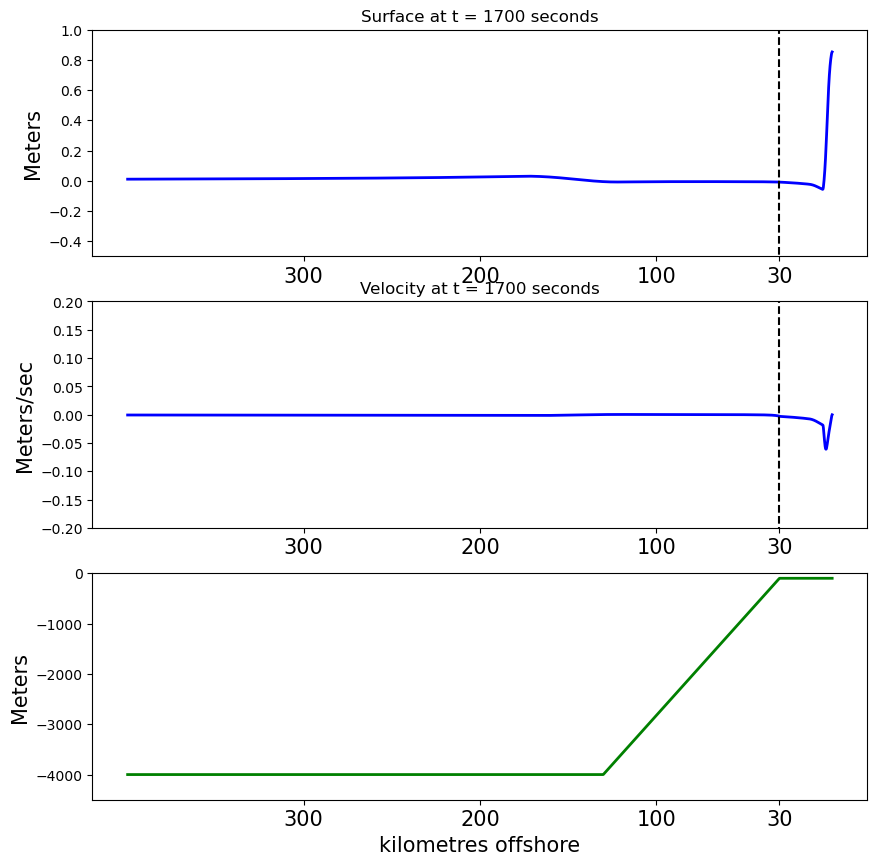 Surface at t = 1700 seconds
1.0
0.8
0.6
0.4
0.2
0.0
−0.2
−0.4
Meters
300 200 100 30
Velocity at t = 1700 seconds
0.20
0.15
0.10
0.05
0.00
−0.05
−0.10
−0.15
−0.20
Meters/sec
300 200 100 30
0
−1000
−2000
−3000
−4000
Meters
300 200 100 30
kilometres offshore